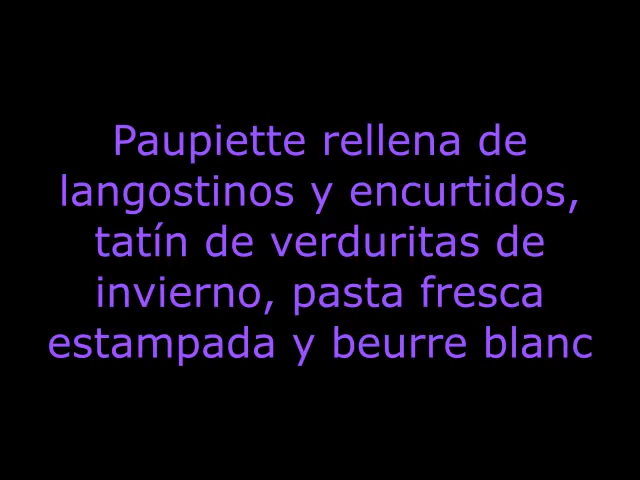 Paupiette rellena de
langostinos y encurtidos,
tatín de verduritas de
invierno, pasta fresca
estampada y beurre blanc